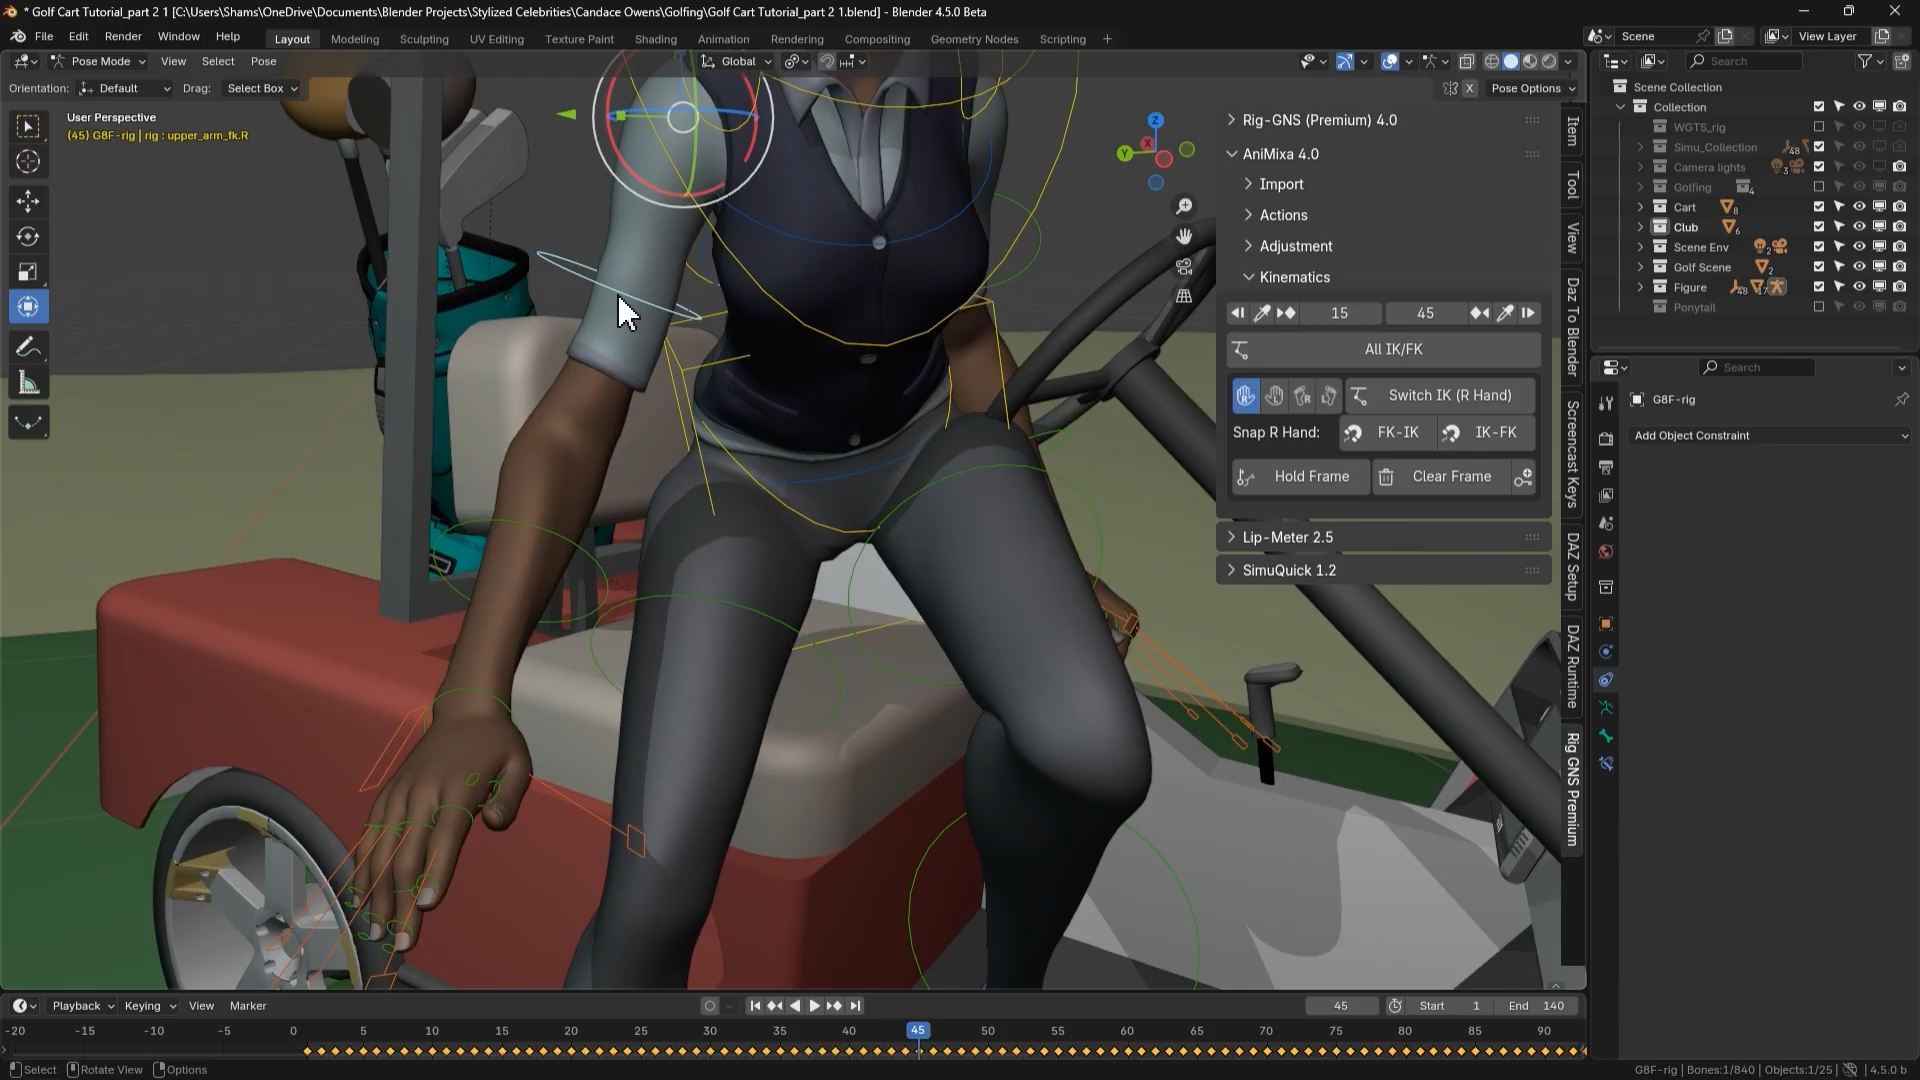 * Golf Cart Tutorial_part 2 1 [C:\Users\Shams\OneDrive\Documents\Blender Projects\Stylized Celebrities\Candace Owens\Golfing\Golf Cart Tutorial_part 2 1.blend] - Blender 4.5.0 Beta
File Edit Render Window Help Layout Modeling Sculpting UV Editing Texture Paint Shading Animation Rendering Compositing Geometry Nodes Scripting + Scene View Layer
Pose Mode View Select Pose Global Search
Orientation: Default Drag: Select Box X Pose Options
Scene Collection
Collection
WGTS_rig
Simu_Collection 48
Camera lights 3
Golfing 4
Cart 8
Club 6
Scene Env 2
Golf Scene 2
Figure 48 17
Ponytail
User Perspective
(45) G8F-rig | rig : upper_arm_fk.R
Z
Y
X
Rig-GNS (Premium) 4.0
AniMixa 4.0
Import
Actions
Adjustment
Kinematics
15 45
All IK/FK
R L R L Switch IK (R Hand)
Snap R Hand: FK-IK IK-FK
Hold Frame Clear Frame
Lip-Meter 2.5
SimuQuick 1.2
Item
Tool
View
Daz To Blender
Screencast Keys
DAZ Setup
DAZ Runtime
Rig GNS Premium
Search
G8F-rig
Add Object Constraint
Playback Keying View Marker 45 Start 1 End 140
-20 -15 -10 -5 0 5 10 15 20 25 30 35 40 45 50 55 60 65 70 75 80 85 90
Select Rotate View Options G8F-rig | Bones:1/840 | Objects:1/25 | 4.5.0 b